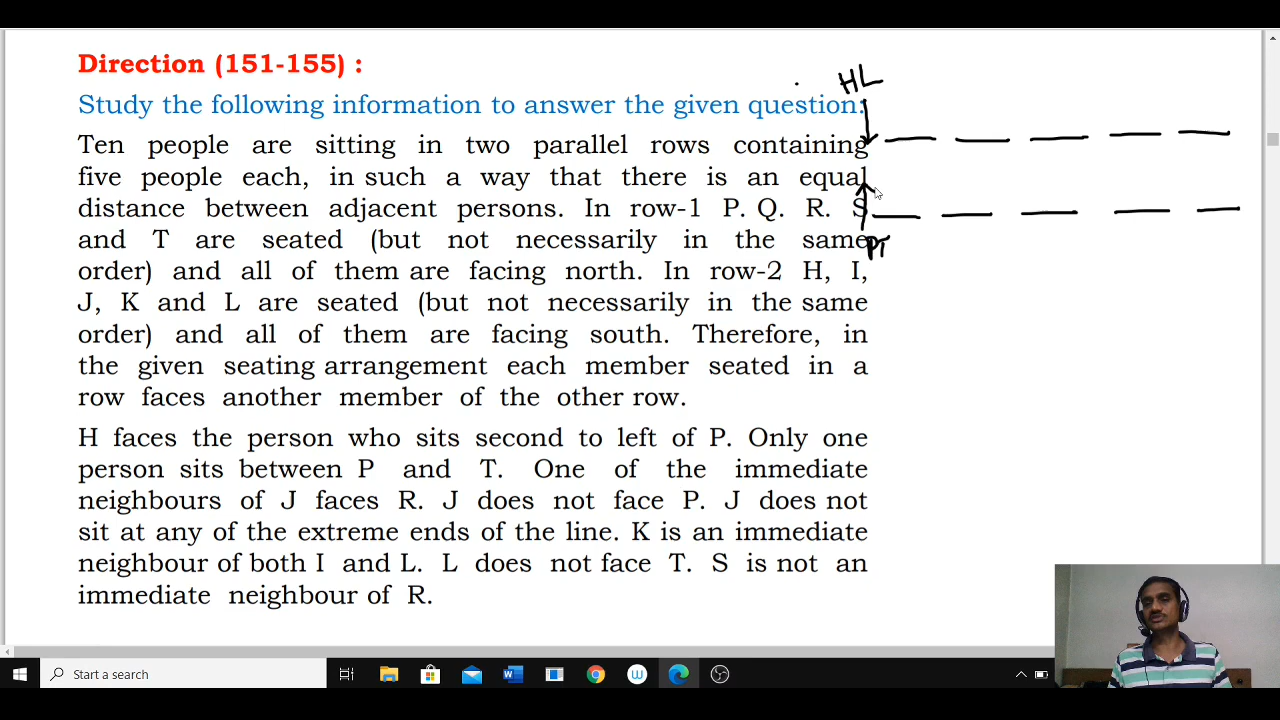 Direction (151-155) :
HL
Study the following information to answer the given question:
Ten people are sitting in two parallel rows containing
five people each, in such a way that there is an equal
distance between adjacent persons. In row-1 P. Q. R. S
and T are seated (but not necessarily in the same
PT
order) and all of them are facing north. In row-2 H, I,
J, K and L are seated (but not necessarily in the same
order) and all of them are facing south. Therefore, in
the given seating arrangement each member seated in a
row faces another member of the other row.
H faces the person who sits second to left of P. Only one
person sits between P and T. One of the immediate
neighbours of J faces R. J does not face P. J does not
sit at any of the extreme ends of the line. K is an immediate
neighbour of both I and L. L does not face T. S is not an
immediate neighbour of R.
Start a search